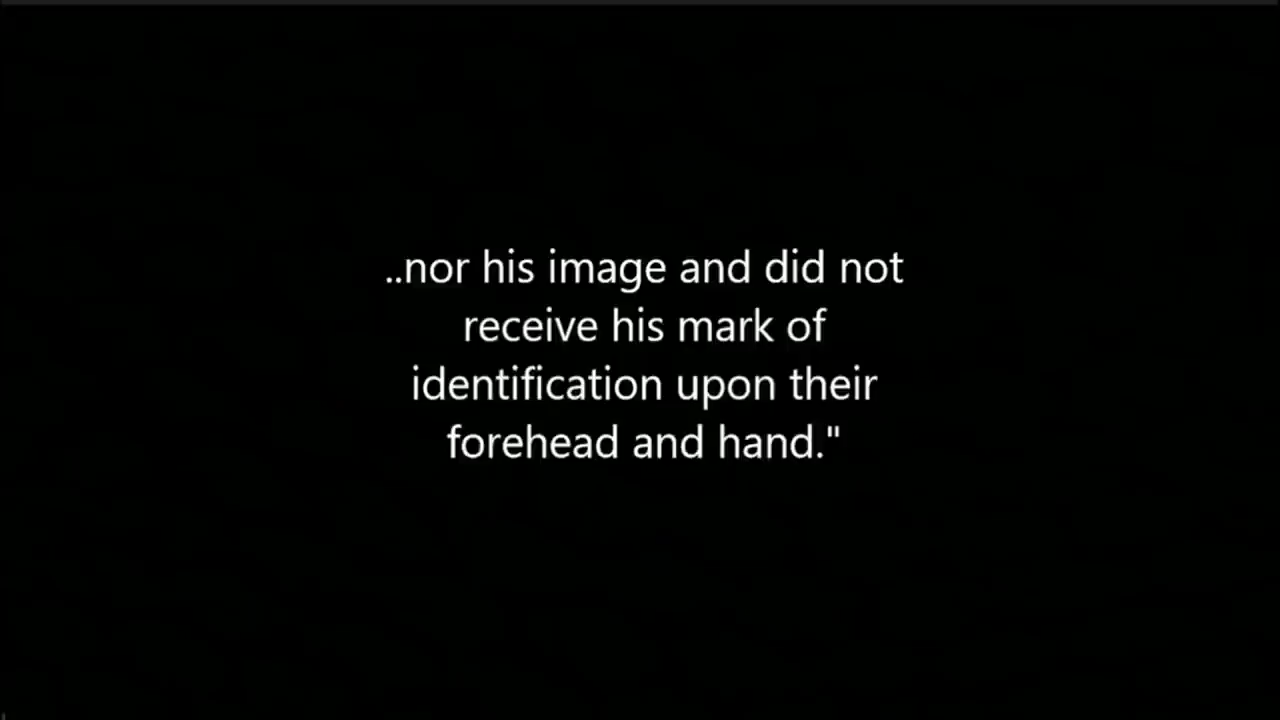 ..nor his image and did not
receive his mark of
identification upon their
forehead and hand."